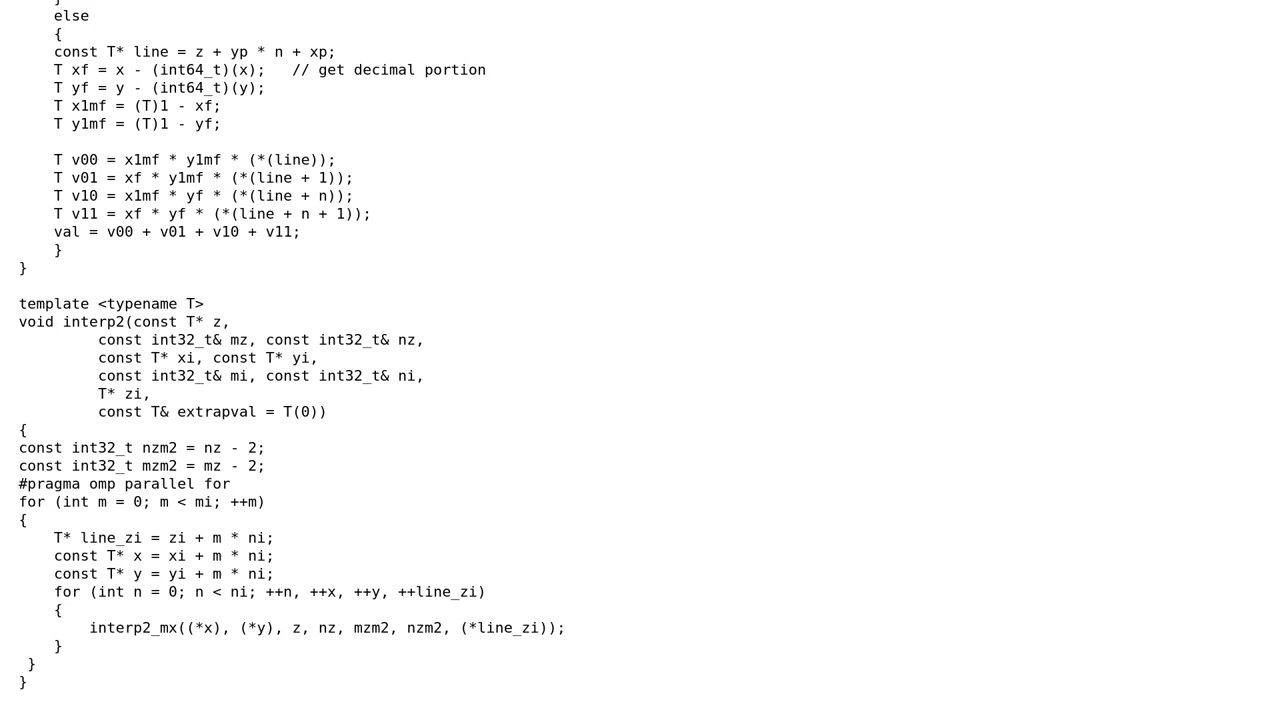 }
    else
    {
    const T* line = z + yp * n + xp;
    T xf = x - (int64_t)(x);   // get decimal portion
    T yf = y - (int64_t)(y);
    T x1mf = (T)1 - xf;
    T y1mf = (T)1 - yf;

    T v00 = x1mf * y1mf * (*(line));
    T v01 = xf * y1mf * (*(line + 1));
    T v10 = x1mf * yf * (*(line + n));
    T v11 = xf * yf * (*(line + n + 1));
    val = v00 + v01 + v10 + v11;
    }
}

template <typename T>
void interp2(const T* z,
         const int32_t& mz, const int32_t& nz,
         const T* xi, const T* yi,
         const int32_t& mi, const int32_t& ni,
         T* zi,
         const T& extrapval = T(0))
{
const int32_t nzm2 = nz - 2;
const int32_t mzm2 = mz - 2;
#pragma omp parallel for
for (int m = 0; m < mi; ++m)
{
    T* line_zi = zi + m * ni;
    const T* x = xi + m * ni;
    const T* y = yi + m * ni;
    for (int n = 0; n < ni; ++n, ++x, ++y, ++line_zi)
    {
        interp2_mx((*x), (*y), z, nz, mzm2, nzm2, (*line_zi));
    }
 }
}